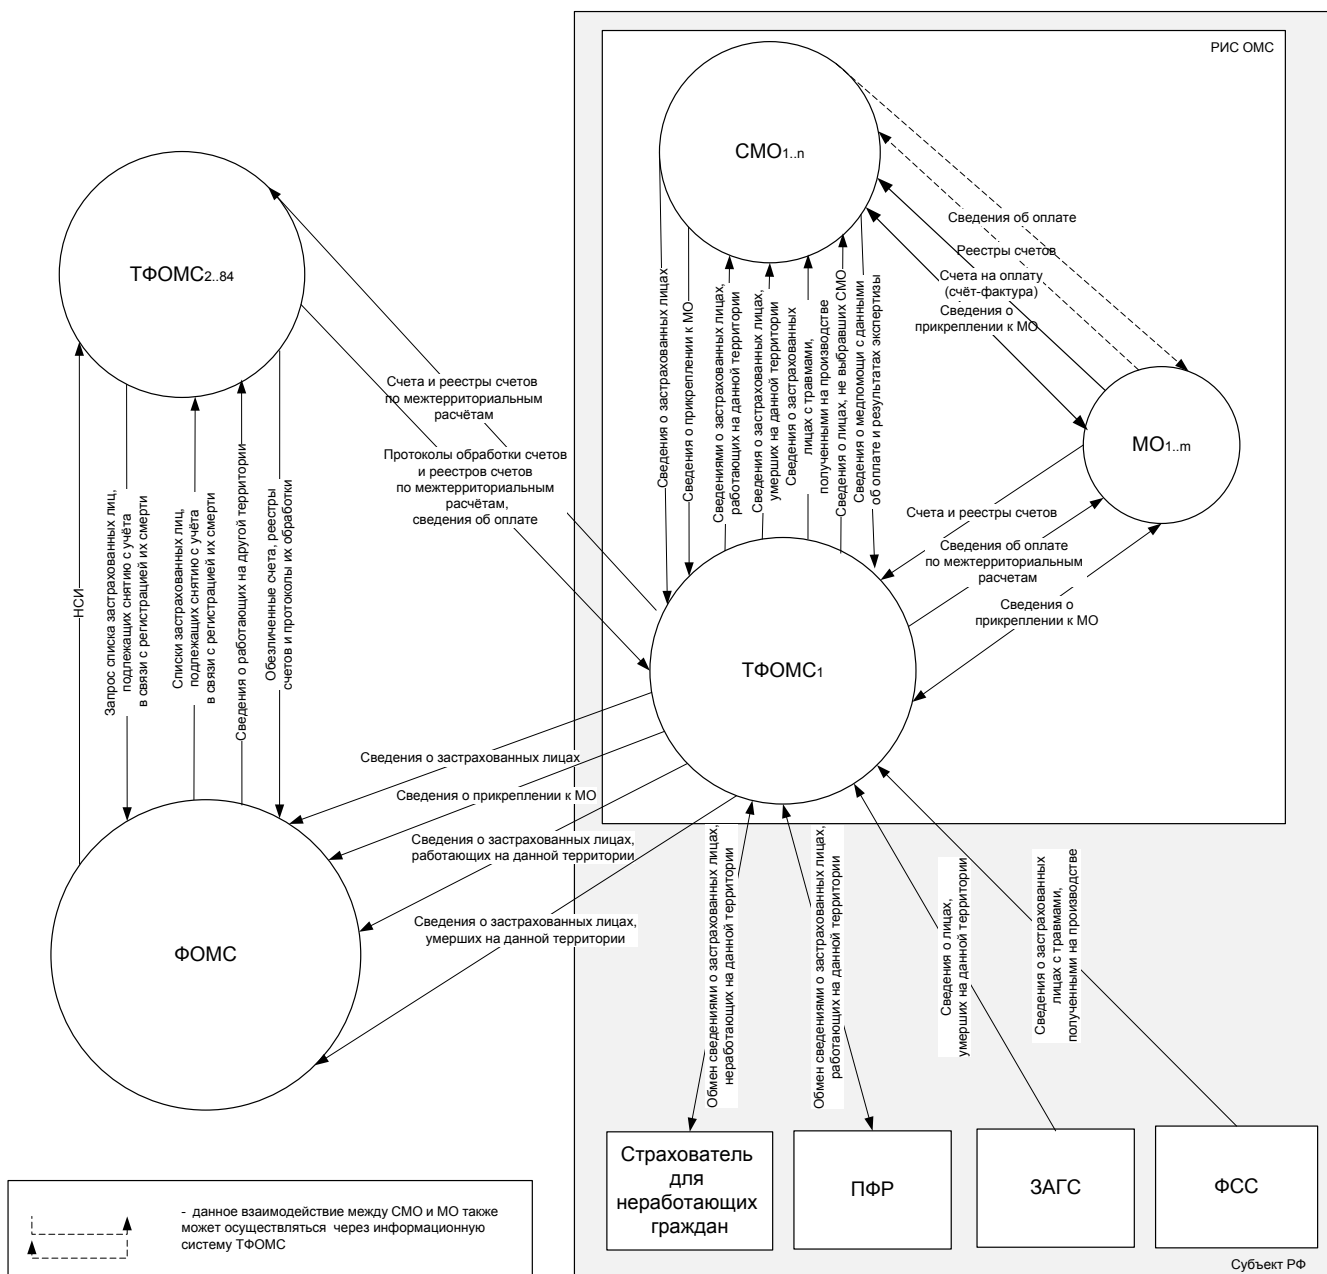 РИС ОМС
СМО1..n
ТФОМС2..84
Сведения об оплате
Реестры счетов
Счета на оплату
(счёт-фактура)
Сведения о
прикреплении к МО
МО1..m
Сведения о застрахованных лицах
Сведения о прикреплении к МО
Сведениями о застрахованных лицах,
работающих на данной территории
Сведения о застрахованных лицах,
умерших на данной территории
Сведения о застрахованных
лицах с травмами,
полученными на производстве
Сведения о лицах, не выбравших СМО
Сведения о медпомощи с данными
об оплате и результатах экспертизы
Счета и реестры счетов
по межтерриториальным
расчётам
Протоколы обработки счетов
и реестров счетов
по межтерриториальным
расчётам,
сведения об оплате
Счета и реестры счетов
Сведения об оплате
по межтерриториальным
расчетам
Сведения о
прикреплении к МО
НСИ
Запрос списка застрахованных лиц,
подлежащих снятию с учёта
в связи с регистрацией их смерти
Списки застрахованных лиц,
подлежащих снятию с учёта
в связи с регистрацией их смерти
Сведения о работающих на другой территории
Обезличенные счета, реестры
счетов и протоколы их обработки
ТФОМС1
Сведения о застрахованных лицах
Сведения о прикреплении к МО
Сведения о застрахованных лицах,
работающих на данной территории
Сведения о застрахованных лицах,
умерших на данной территории
ФОМС
Обмен сведениями о застрахованных лицах,
неработающих на данной территории
Обмен сведениями о застрахованных лицах,
работающих на данной территории
Сведения о лицах,
умерших на данной территории
Сведения о застрахованных
лицах с травмами,
полученными на производстве
Страхователь
для
неработающих
граждан
ПФР
ЗАГС
ФСС
- данное взаимодействие между СМО и МО также
может осуществляться через информационную
систему ТФОМС
Субъект РФ